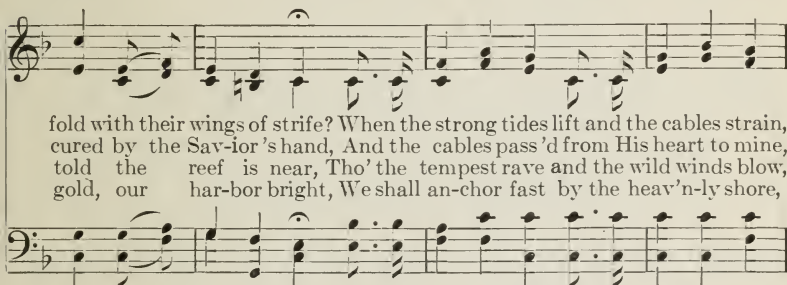 fold with their wings of strife? When the strong tides lift and the cables strain,
cured by the Sav-ior's hand, And the cables pass'd from His heart to mine,
told the reef is near, Tho' the tempest rave and the wild winds blow,
gold, our har-bor bright, We shall an-chor fast by the heav'n-ly shore,